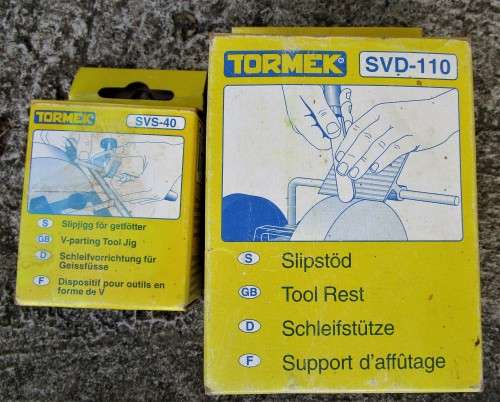 TORMEK SVS-40
S Slipjigg för getfötter
GB V-parting Tool Jig
D Schleifvorrichtung für
Geissfüsse
F Dispositif pour outils en
forme de V
TORMEK® SVD-110
S Slipstöd
GB Tool Rest
D Schleifstütze
F Support d'affûtage